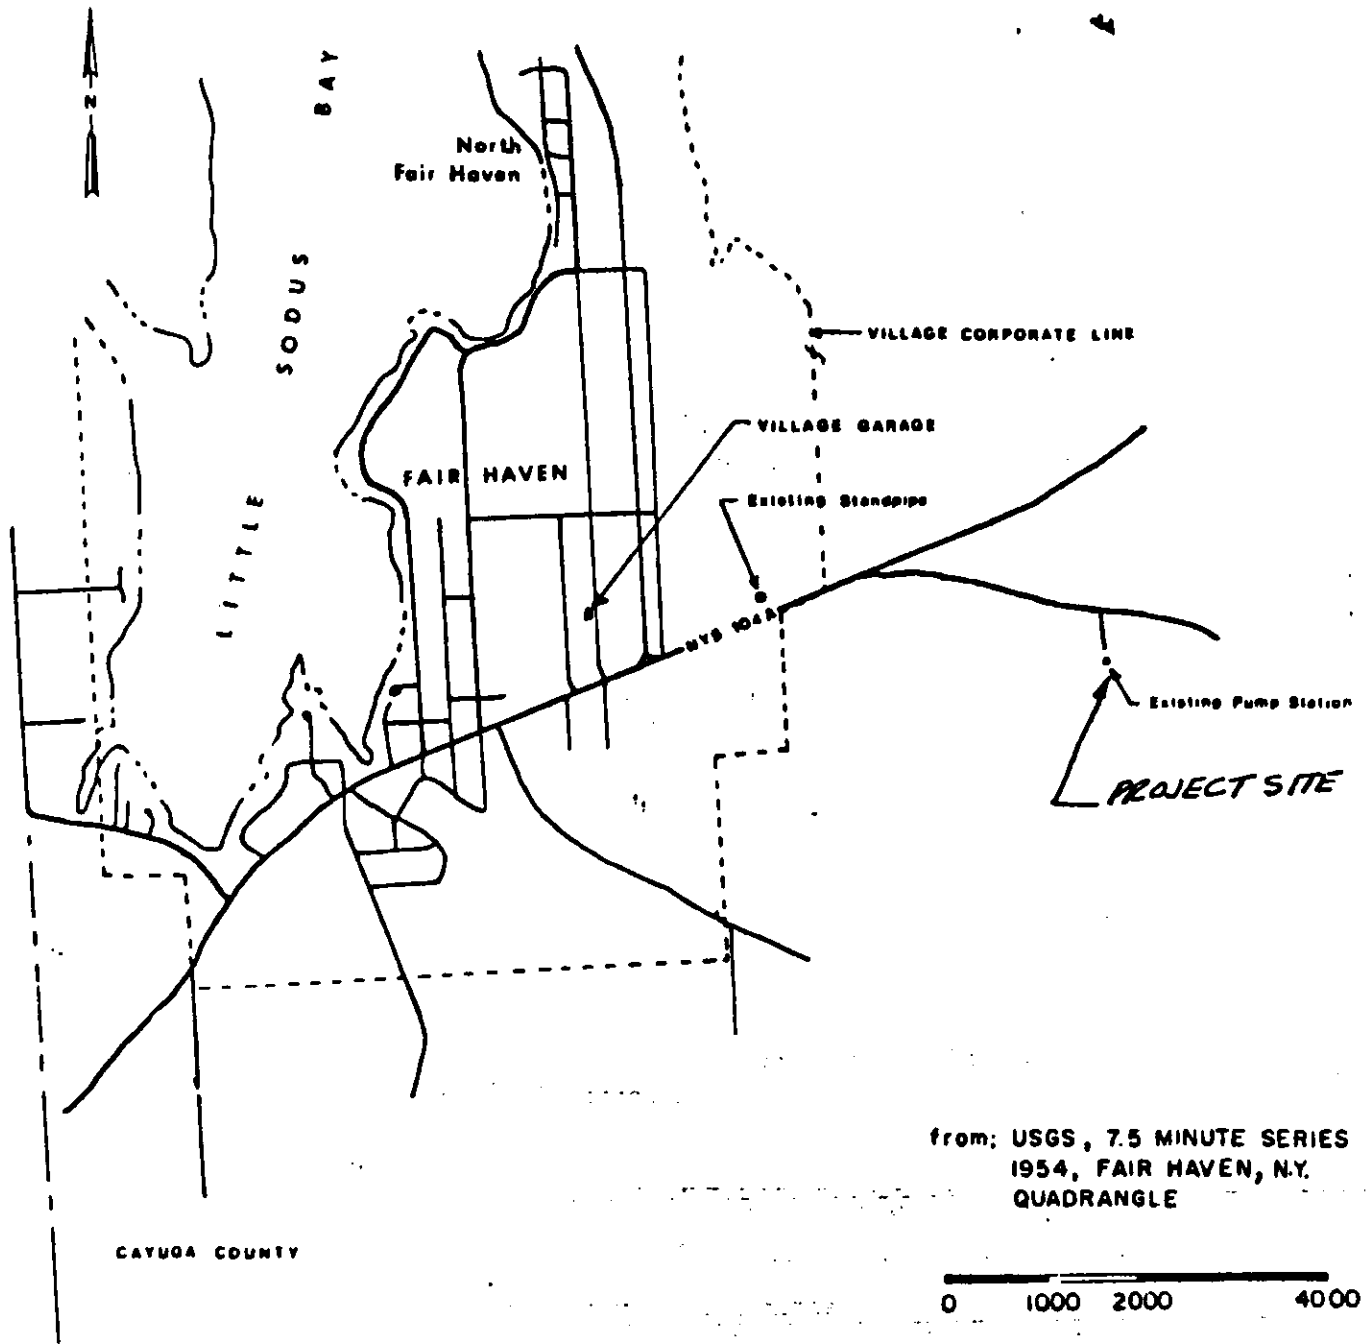 N
BAY
North
Fair Haven
SODUS
VILLAGE CORPORATE LINE
VILLAGE GARAGE
FAIR HAVEN
Existing Standpipe
LITTLE
NYS 104A
Existing Pump Station
PROJECT SITE
from; USGS, 7.5 MINUTE SERIES
1954, FAIR HAVEN, N.Y.
QUADRANGLE
CAYUGA COUNTY
0 1000 2000 4000